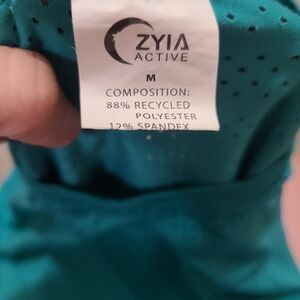 ZYIA
ACTIVE
M
COMPOSITION:
88% RECYCLED
POLYESTER
12% SPANDEX